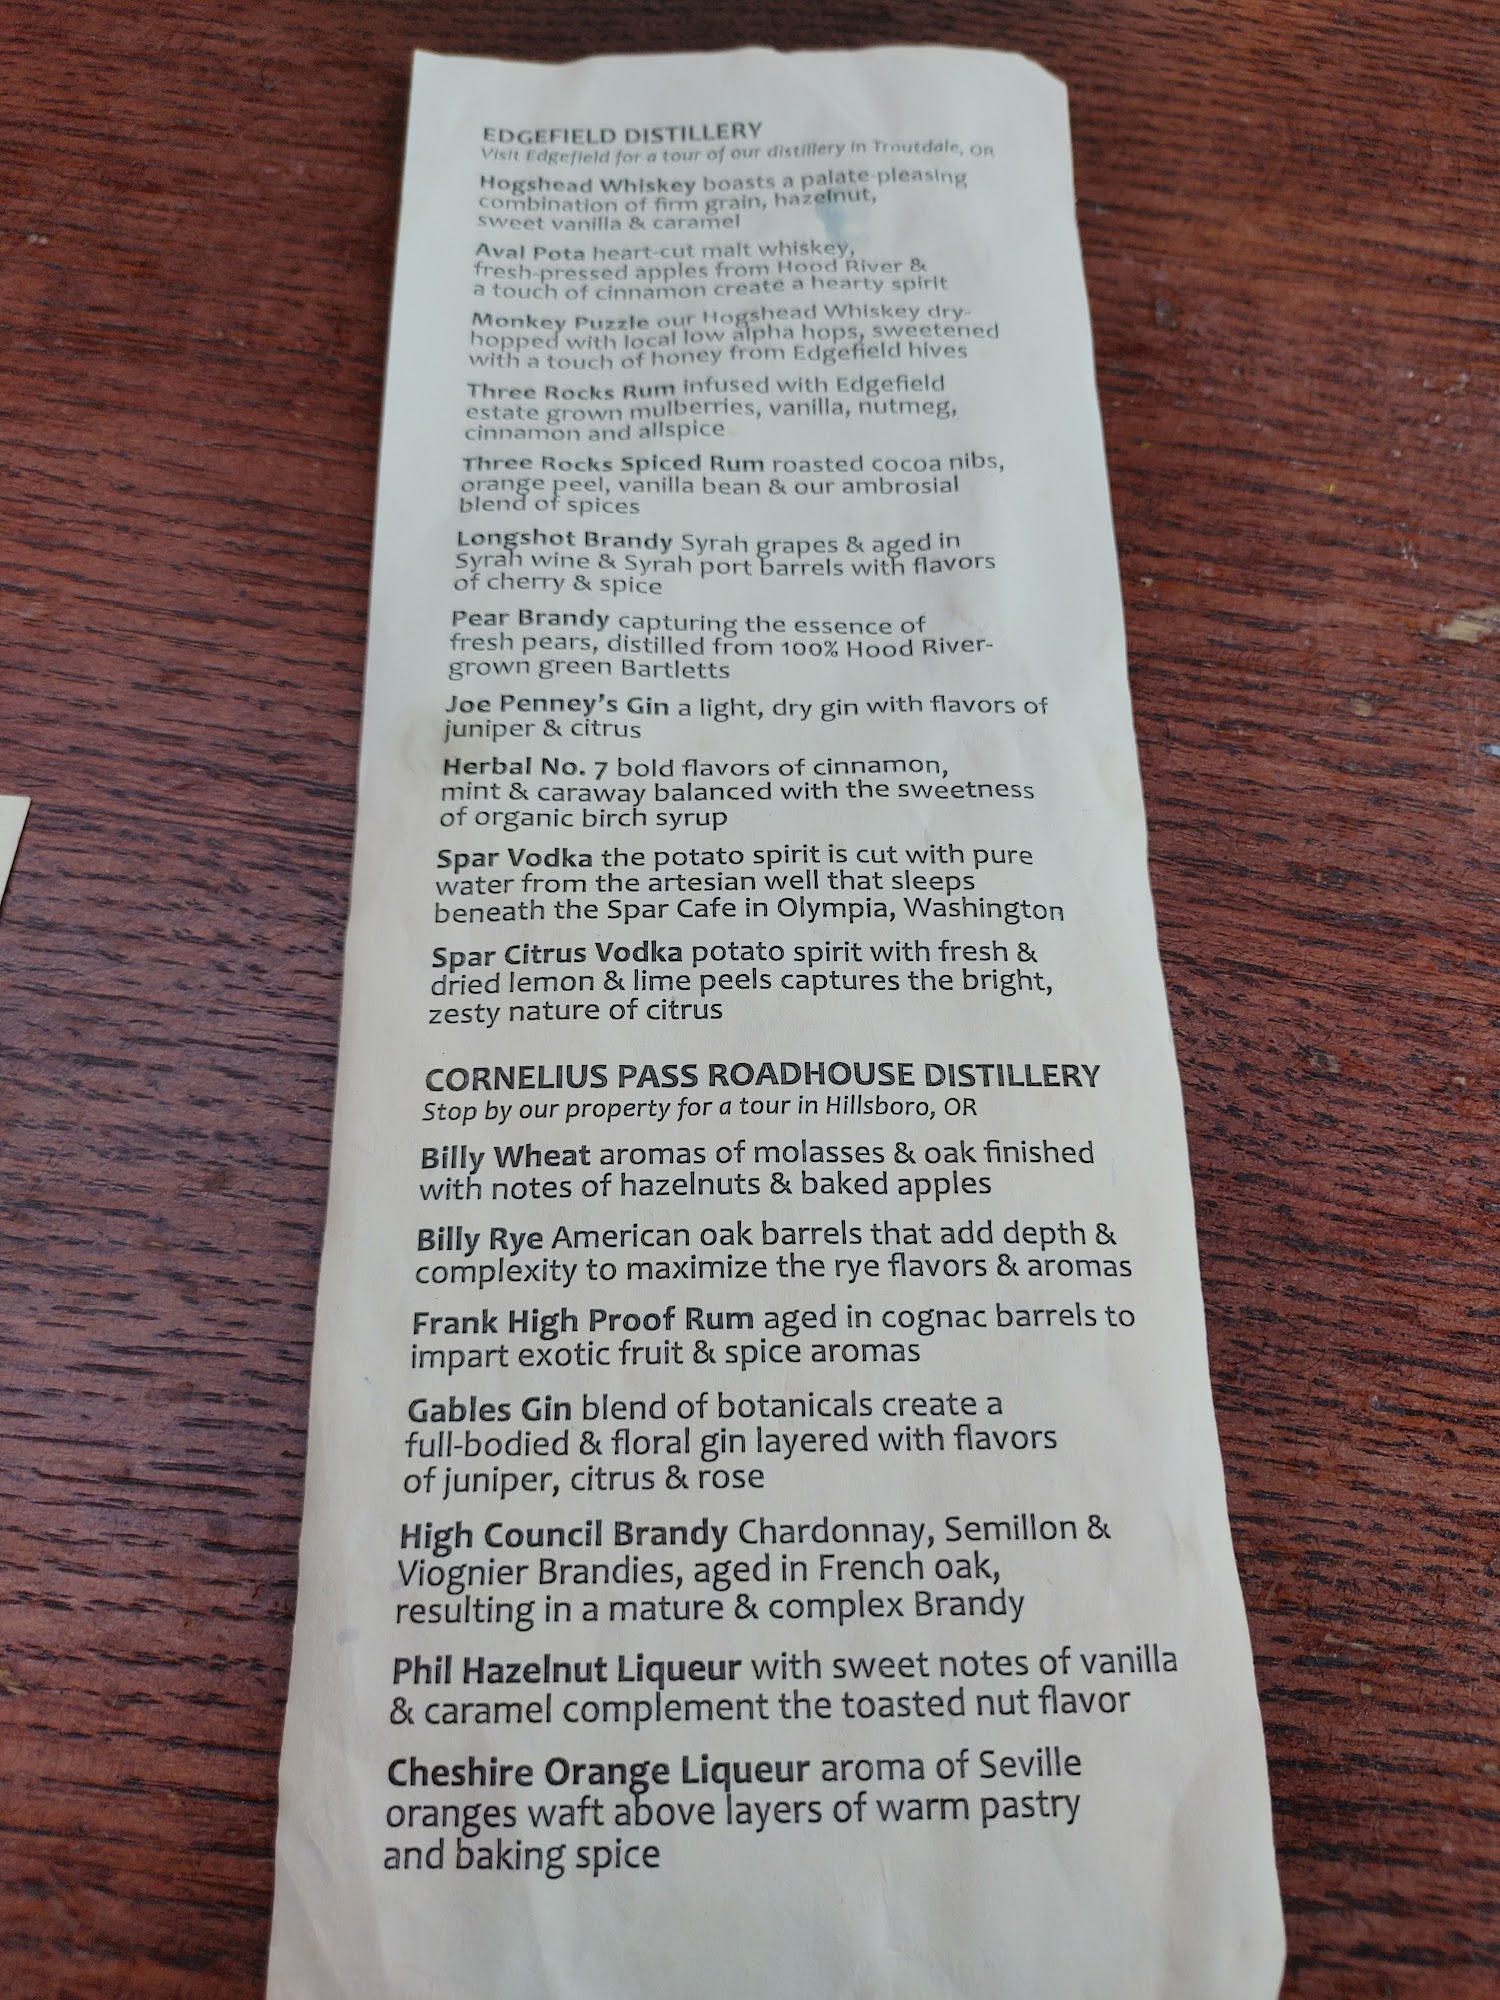 EDGEFIELD DISTILLERY
Visit Edgefield for a tour of our distillery in Troutdale, OR
Hogshead Whiskey boasts a palate-pleasing
combination of firm grain, hazelnut,
sweet vanilla & caramel
Aval Pota heart-cut malt whiskey,
fresh-pressed apples from Hood River &
a touch of cinnamon create a hearty spirit
Monkey Puzzle our Hogshead Whiskey dry-
hopped with local low alpha hops, sweetened
with a touch of honey from Edgefield hives
Three Rocks Rum infused with Edgefield
estate grown mulberries, vanilla, nutmeg,
cinnamon and allspice
Three Rocks Spiced Rum roasted cocoa nibs,
orange peel, vanilla bean & our ambrosial
blend of spices
Longshot Brandy Syrah grapes & aged in
Syrah wine & Syrah port barrels with flavors
of cherry & spice
Pear Brandy capturing the essence of
fresh pears, distilled from 100% Hood River-
grown green Bartletts
Joe Penney's Gin a light, dry gin with flavors of
juniper & citrus
Herbal No. 7 bold flavors of cinnamon,
mint & caraway balanced with the sweetness
of organic birch syrup
Spar Vodka the potato spirit is cut with pure
water from the artesian well that sleeps
beneath the Spar Cafe in Olympia, Washington
Spar Citrus Vodka potato spirit with fresh &
dried lemon & lime peels captures the bright,
zesty nature of citrus
CORNELIUS PASS ROADHOUSE DISTILLERY
Stop by our property for a tour in Hillsboro, OR
Billy Wheat aromas of molasses & oak finished
with notes of hazelnuts & baked apples
Billy Rye American oak barrels that add depth &
complexity to maximize the rye flavors & aromas
Frank High Proof Rum aged in cognac barrels to
impart exotic fruit & spice aromas
Gables Gin blend of botanicals create a
full-bodied & floral gin layered with flavors
of juniper, citrus & rose
High Council Brandy Chardonnay, Semillon &
Viognier Brandies, aged in French oak,
resulting in a mature & complex Brandy
Phil Hazelnut Liqueur with sweet notes of vanilla
& caramel complement the toasted nut flavor
Cheshire Orange Liqueur aroma of Seville
oranges waft above layers of warm pastry
and baking spice